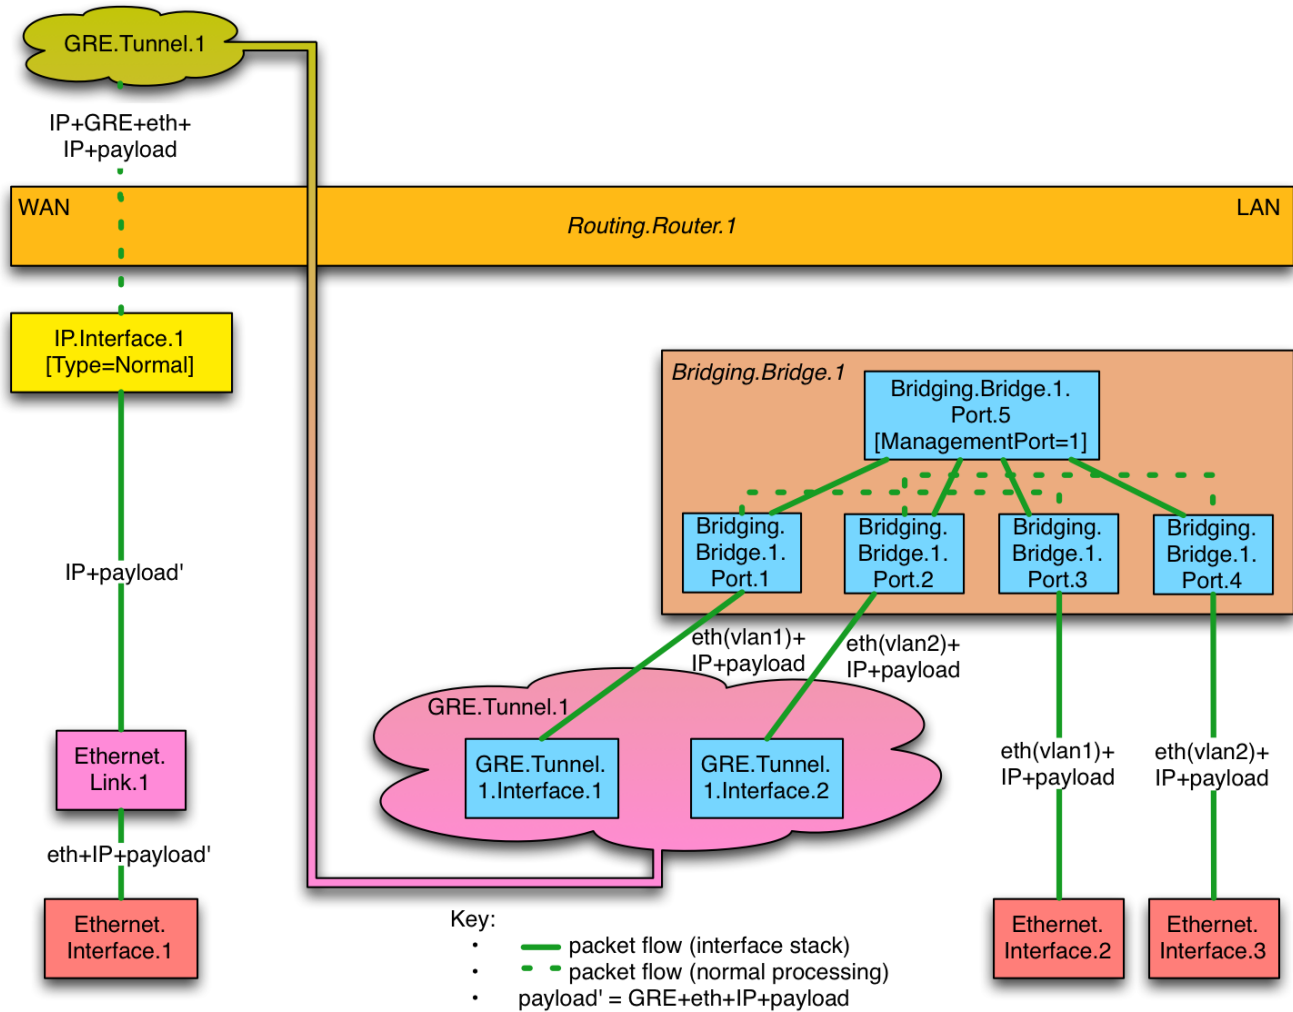 GRE.Tunnel.1
IP+GRE+eth+
IP+payload
WAN
Routing.Router.1
LAN
IP.Interface.1
[Type=Normal]
Bridging.Bridge.1
Bridging.Bridge.1.
Port.5
[ManagementPort=1]
Bridging.
Bridge.1.
Port.1
Bridging.
Bridge.1.
Port.2
Bridging.
Bridge.1.
Port.3
Bridging.
Bridge.1.
Port.4
IP+payload'
eth(vlan1)+
IP+payload
eth(vlan2)+
IP+payload
GRE.Tunnel.1
GRE.Tunnel.
1.Interface.1
GRE.Tunnel.
1.Interface.2
Ethernet.
Link.1
eth(vlan1)+
IP+payload
eth(vlan2)+
IP+payload
eth+IP+payload'
Ethernet.
Interface.1
Ethernet.
Interface.2
Ethernet.
Interface.3
Key:
• packet flow (interface stack)
• packet flow (normal processing)
• payload' = GRE+eth+IP+payload